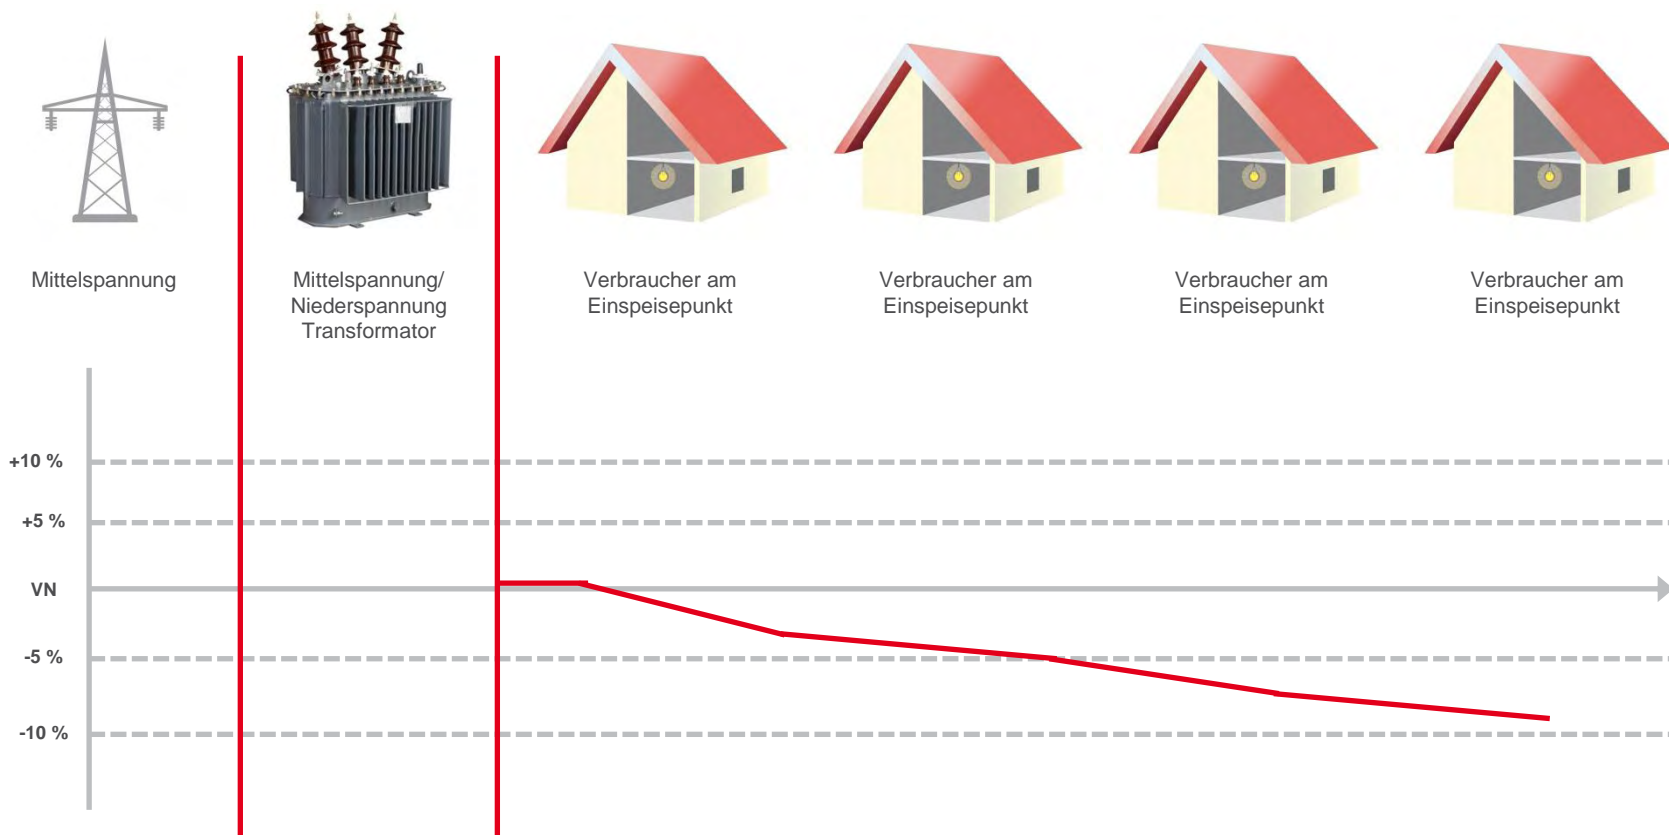 Mittelspannung
Mittelspannung/
Niederspannung
Transformator
Verbraucher am
Einspeisepunkt
Verbraucher am
Einspeisepunkt
Verbraucher am
Einspeisepunkt
Verbraucher am
Einspeisepunkt
+10 %
+5 %
VN
-5 %
-10 %